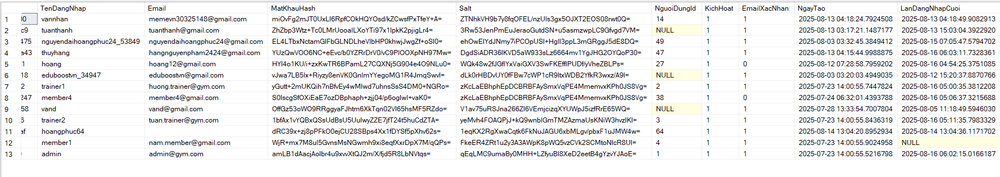 TenDangNhap Email MatKhauHash Salt NguoiDungId KichHoat EmailXacNhan NgayTao LanDangNhapCuoi
1 00 vannhan memevn30325148@gmail.com miOvFg2mJT0UxLI6RpfCOkHQYOsd/kZCwsfPxTfeY+A= ZTNhkVH9b7y8fqOFEL/nzUIs3gx5OJXT2EOS08rwt0Q= 14 1 1 2025-08-13 04:18:24.7924508 2025-08-13 04:18:49.9082913
2 c9 tuanthanh tuanthanh@gmail.com ZhZbp3Wtz+Tc0LMrUooalLXoYTi97x1lpkK2pjigLr4= 3Rw53JenPmEuJeraoGutdSN+u5asmzwpLC9Gfvgd7VM= NULL 1 1 2025-08-13 03:17:21.1487177 2025-08-13 15:03:04.3922920
3 475 nguyendaihoangphuc24_53849 nguyendaihoangphuc24@gmail.com EL4LTbxNctamGIFbGLNDLheVlbHP0khwjJwgZf+oSI0= ehOwEIYdJNmy7iPCOpUSI+HglI3ppL3mGRggJ5dE8DQ= 49 1 1 2025-08-03 03:32:45.3849412 2025-08-15 07:05:47.5794702
4 a43 thuyhang hangnguyenpham2424@gmail.com YUzQwVOO6NC+eEvc/b0YZRrDrV0/vC9PIOOXpNH97Mw= DgdSiADR36IKVD5aW933sLz6664mv1YgJHG2OYQoP30= 47 1 1 2025-08-13 04:15:44.9988875 2025-08-16 06:03:11.7328361
5 1 hoang hoang12@gmail.com HYI4o1KU/i+zxKwTR6BPamL27CQXNj5G904e4O9NLu0= WQk48w2fJGflYxVaiGXV3SwFKEfflPUDf/yVheZBLPs= 27 1 0 2025-08-12 07:28:58.7959202 2025-08-16 04:54:25.3751085
6 18 eduboostvn_34947 eduboostvn@gmail.com vJwa7LB5Ix+Riyzy8enVK0GnlmYYegoMG1R4JmqSwvI= dLk0rHBDvUY0fFBw7cWP1cR9ltxWDB2YfkR3wxz/A9I= NULL 1 1 2025-08-03 03:20:03.4949035 2025-08-12 15:20:37.8870766
7 2 trainer1 huong.trainer@gym.com yGutt+2mUKQih7nBfvEy4wMlwd7uhnsSsS4DM0+NGRo= zKcLaEBhphEpDCBRBFAySmxVqPE4MmemvxKPh0JS8Vg= 2 1 1 2025-07-23 14:00:55.7447824 2025-08-16 05:00:35.3812208
8 247 member4 member4@gmail.com S0IscgSfOXiEaE7ozDBphaph+zjj04/p6oglwl+vaK0= zKcLaEBhphEpDCBRBFAySmxVqPE4MmemvxKPh0JS8Vg= 38 1 0 2025-07-24 06:32:01.4393788 2025-08-16 05:06:37.3215688
9 58 vand vand@gmail.com OffGz53oWO9RRggyaFJhtm6XkTqn02Vl65hsMF5RZdo= V1av75uRSJna266Zl6VEmjcizqXYUWpJ5izfRrE65WQ= NULL 1 1 2025-07-28 13:33:54.7007804 2025-08-05 11:18:49.5946030
10 6 trainer2 tuan.trainer@gym.com 1bfAx1vYQBxQSsUdBsU5UuIwyZZE7jfT24t5huCdZTA= yeMvh4FOAQPjJ+kQ9wnblGmTMZAzmaUsKNiW3hvzlKI= 3 1 1 2025-07-23 14:00:55.8436319 2025-08-16 05:11:35.7983329
11 af hoangphuc64 dRC39x+zj8pPFkO0ejCU28SBps4Xx1fDYSf5pXhv62s= 1eqKX2RgXwaCqtk6FkNuJAGU6xbMLgv/pbxF1uJMW4w= 64 1 1 2025-08-14 13:04:20.8952934 2025-08-14 13:04:36.1171702
12 member1 nam.member@gmail.com WjR+mx7M8ul5GvnsMsNGwmh9xi8eqfXxrDpX7M/qQPs= FkeER4ZRt1u2y3A3AWpK8pWQ5vzCVk2SCMtoNIcR8UI= 4 1 1 2025-07-23 14:00:55.9024958 NULL
13 admin admin@gym.com amLB1dAacjAolbr4u9xwXtQJ2m/X/fjd5R8LbNVtqs= qEqLMC9umaBy0MHH+LZfyuBI8XeD2eetB4gYzvYJAoE= 1 1 1 2025-07-23 14:00:55.5216798 2025-08-16 06:02:15.0166187